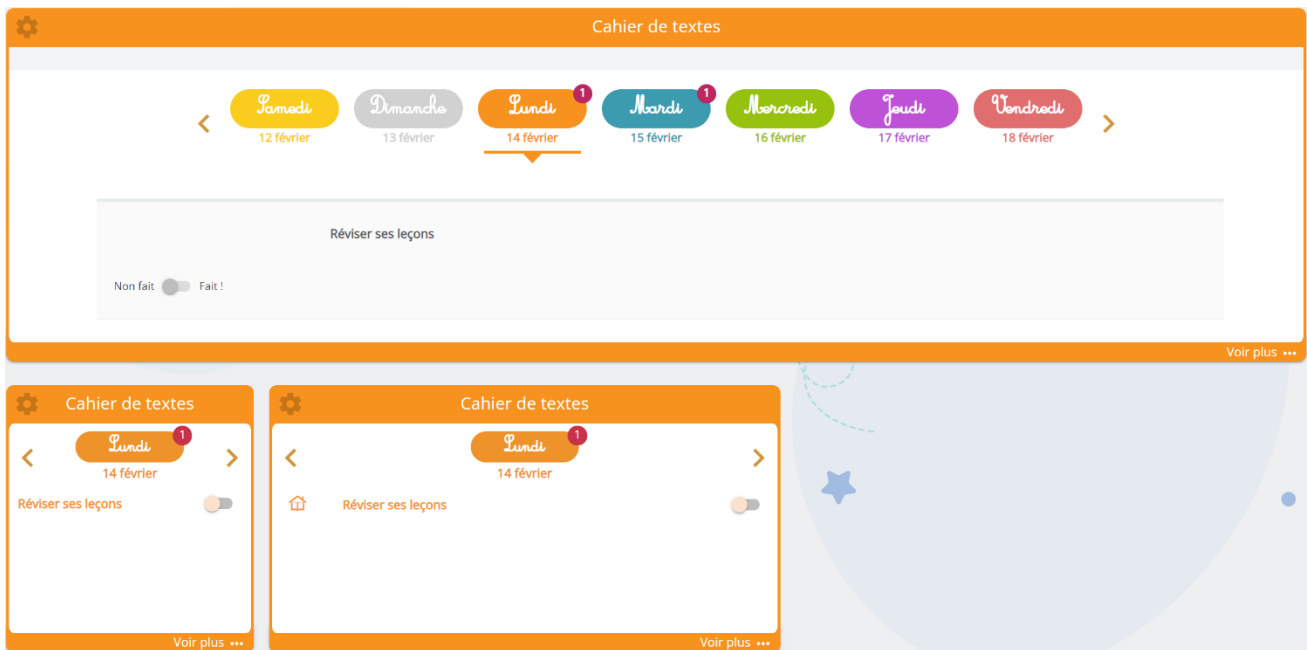 Cahier de textes
Samedi Dimanche Lundi 1 Mardi 1 Mercredi Jeudi Vendredi
12 février 13 février 14 février 15 février 16 février 17 février 18 février
Réviser ses leçons
Non fait Fait !
Voir plus
Cahier de textes
Lundi 1
14 février
Réviser ses leçons
Voir plus
Cahier de textes
Lundi 1
14 février
Réviser ses leçons
Voir plus